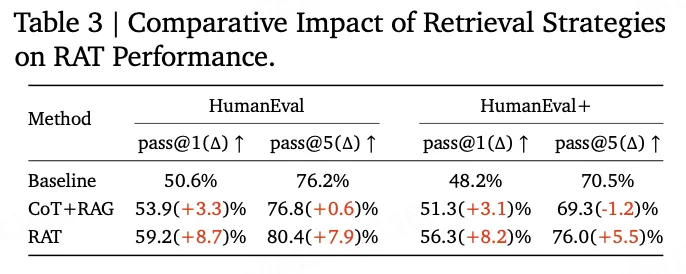 Table 3 | Comparative Impact of Retrieval Strategies
on RAT Performance.
Method HumanEval HumanEval+
pass@1(Δ) ↑ pass@5(Δ) ↑ pass@1(Δ) ↑ pass@5(Δ) ↑
Baseline 50.6% 76.2% 48.2% 70.5%
CoT+RAG 53.9(+3.3)% 76.8(+0.6)% 51.3(+3.1)% 69.3(-1.2)%
RAT 59.2(+8.7)% 80.4(+7.9)% 56.3(+8.2)% 76.0(+5.5)%